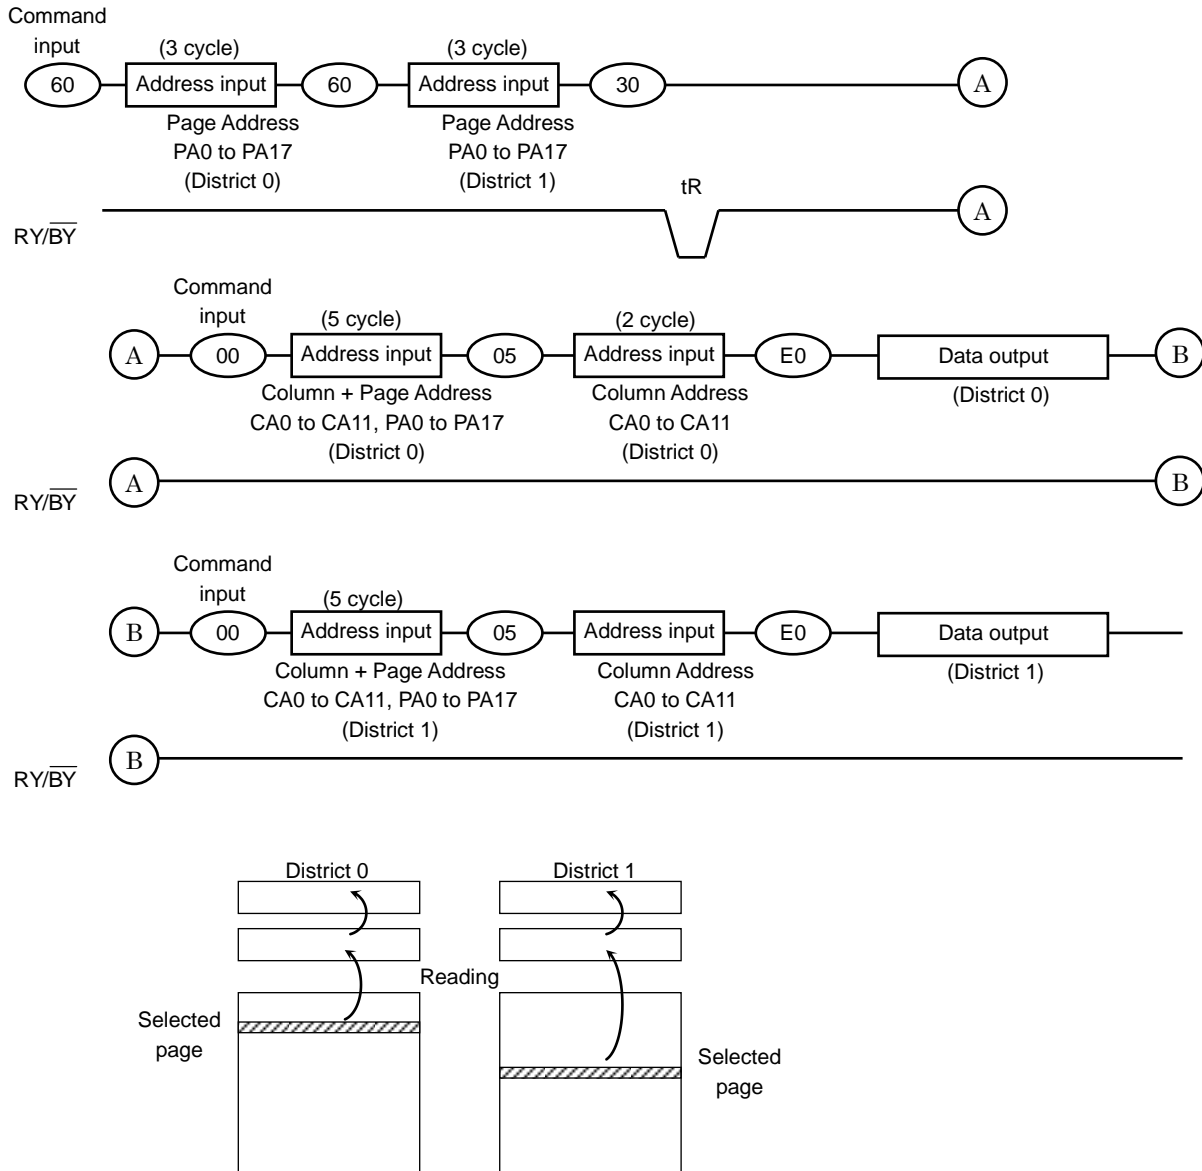 Command
input
(3 cycle)
(3 cycle)
60
Address input
60
Address input
30
A
Page Address
PA0 to PA17
(District 0)
Page Address
PA0 to PA17
(District 1)
tR
A
RY/BY
Command
input
(5 cycle)
(2 cycle)
A
00
Address input
05
Address input
E0
Data output
B
Column + Page Address
CA0 to CA11, PA0 to PA17
(District 0)
Column Address
CA0 to CA11
(District 0)
(District 0)
A
B
RY/BY
Command
input
(5 cycle)
B
00
Address input
05
Address input
E0
Data output
Column + Page Address
CA0 to CA11, PA0 to PA17
(District 1)
Column Address
CA0 to CA11
(District 1)
(District 1)
B
RY/BY
District 0
District 1
Reading
Selected
page
Selected
page